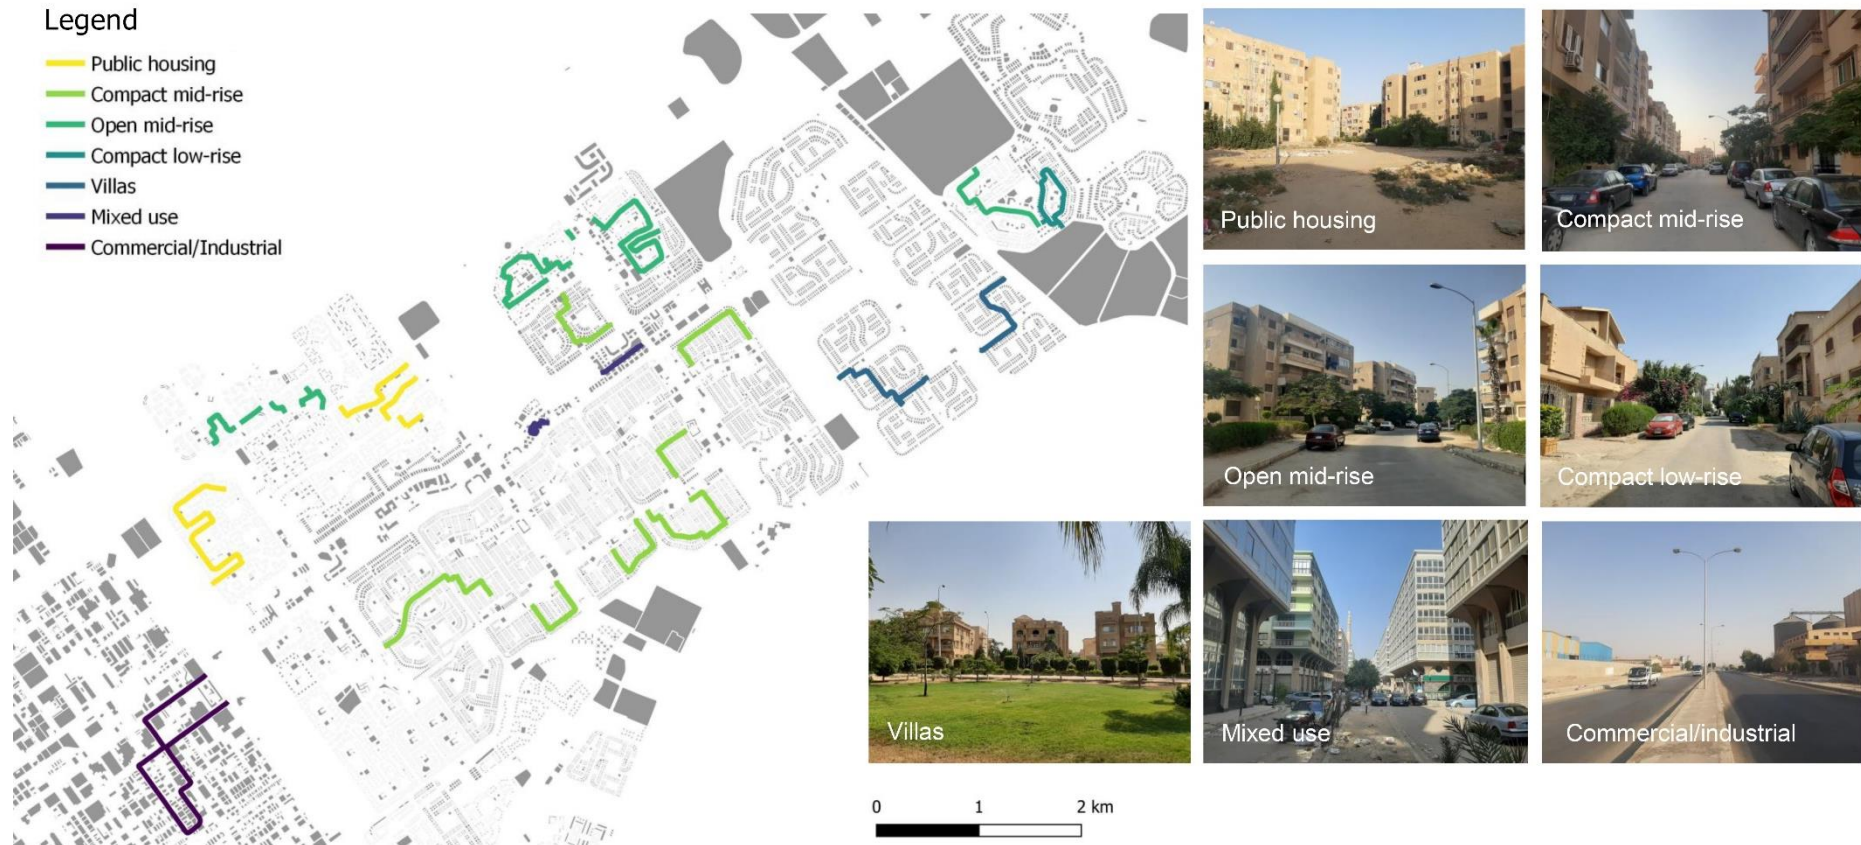 Legend
Public housing
Compact mid-rise
Open mid-rise
Compact low-rise
Villas
Mixed use
Commercial/Industrial
Public housing
Compact mid-rise
Open mid-rise
Compact low-rise
Villas
Mixed use
Commercial/industrial
0 1 2 km